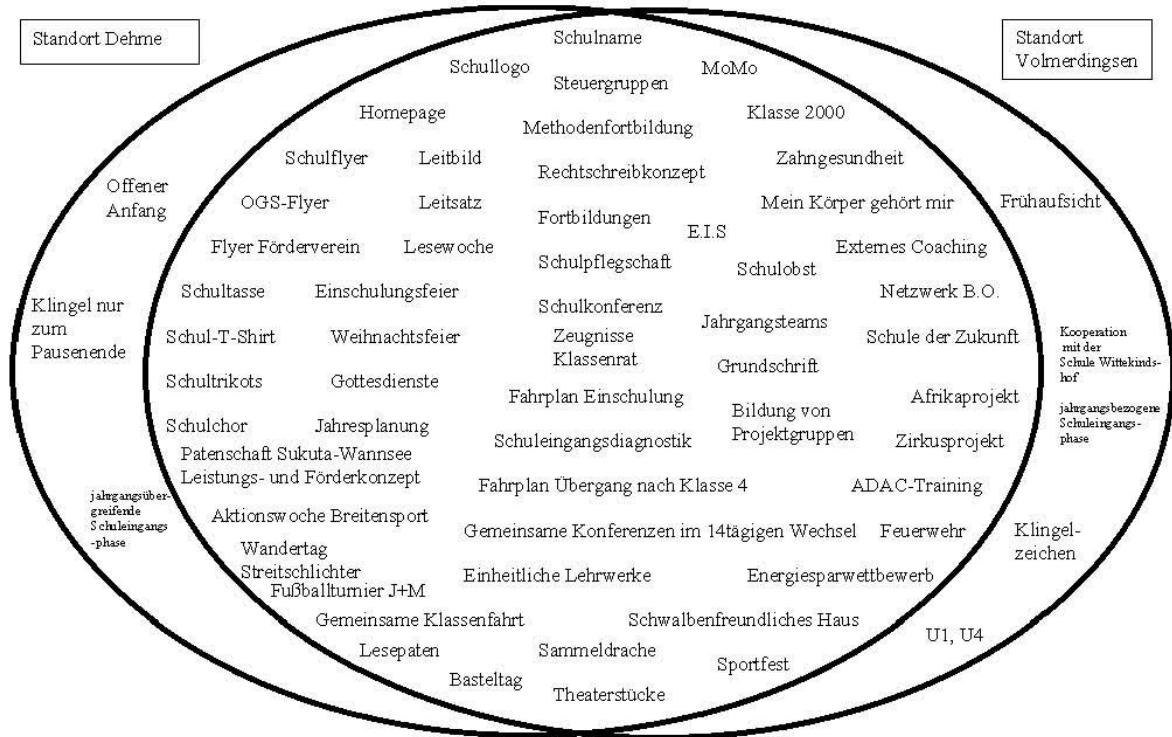 Standort Dehme
Standort
Volmerdingsen
Schulname
Schullogo
MoMo
Steuergruppen
Homepage
Klasse 2000
Methodenfortbildung
Schulflyer
Leitbild
Zahngesundheit
Rechtschreibkonzept
Offener
Anfang
OGS-Flyer
Leitsatz
Mein Körper gehört mir
Frühaufsicht
Fortbildungen
E.I.S
Flyer Förderverein
Lesewoche
Externes Coaching
Schulpflegschaft
Schulobst
Schultasse
Einschulungsfeier
Netzwerk B.O.
Klingel nur
zum
Pausenende
Schulkonferenz
Jahrgangsteams
Schul-T-Shirt
Weihnachtsfeier
Zeugnisse
Klassenrat
Schule der Zukunft
Kooperation
mit der
Schule Wittekinds-
hof
Grundschrift
Schultrikots
Gottesdienste
Fahrplan Einschulung
Afrikaprojekt
jahrgangsbezogene
Schuleingangs-
phase
Bildung von
Projektgruppen
Schulchor
Jahresplanung
Schuleingangsdiagnostik
Zirkusprojekt
Patenschaft Sukuta-Wannsee
Leistungs- und Förderkonzept
Fahrplan Übergang nach Klasse 4
ADAC-Training
jahrgangsüber-
greifende
Schuleingangs
-phase
Aktionswoche Breitensport
Gemeinsame Konferenzen im 14tägigen Wechsel
Feuerwehr
Klingel-
zeichen
Wandertag
Streitschlichter
Fußballturnier J+M
Einheitliche Lehrwerke
Energiesparwettbewerb
Gemeinsame Klassenfahrt
Schwalbenfreundliches Haus
U1, U4
Lesepaten
Sammeldrache
Sportfest
Basteltag
Theaterstücke